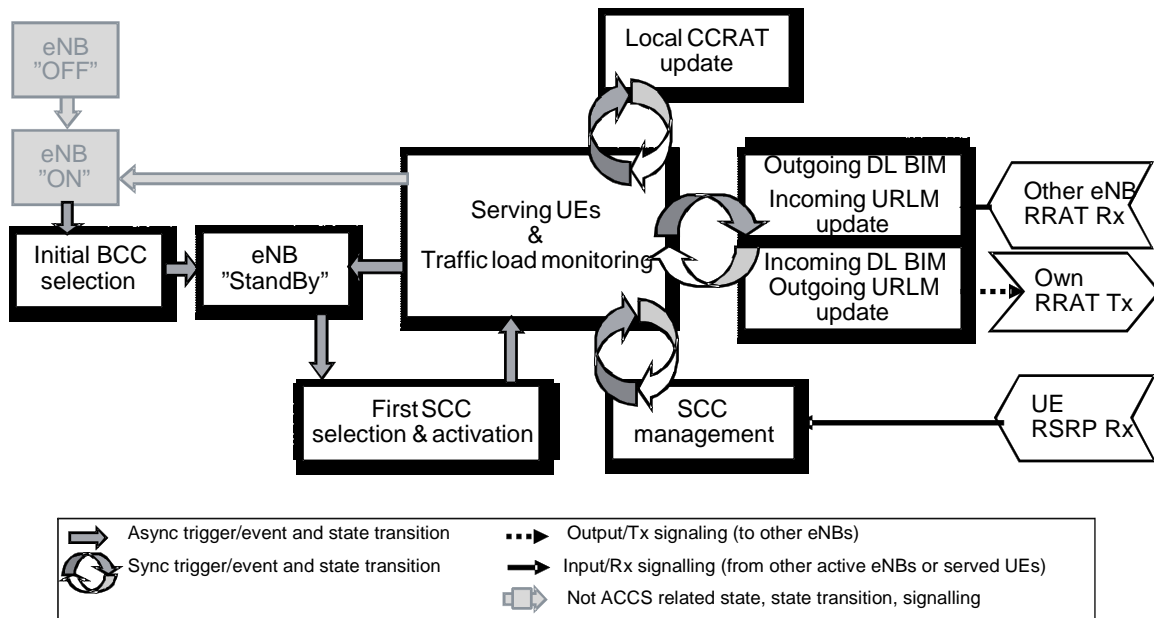 eNB
"OFF"
Local CCRAT
update
eNB
"ON"
Outgoing DL BIM
Incoming URLM
update
Other eNB
RRAT Rx
Serving UEs
&
Traffic load monitoring
Initial BCC
selection
eNB
"StandBy"
Incoming DL BIM
Outgoing URLM
update
Own
RRAT Tx
First SCC
selection & activation
SCC
management
UE
RSRP Rx
Async trigger/event and state transition
Output/Tx signaling (to other eNBs)
Sync trigger/event and state transition
Input/Rx signalling (from other active eNBs or served UEs)
Not ACCS related state, state transition, signalling